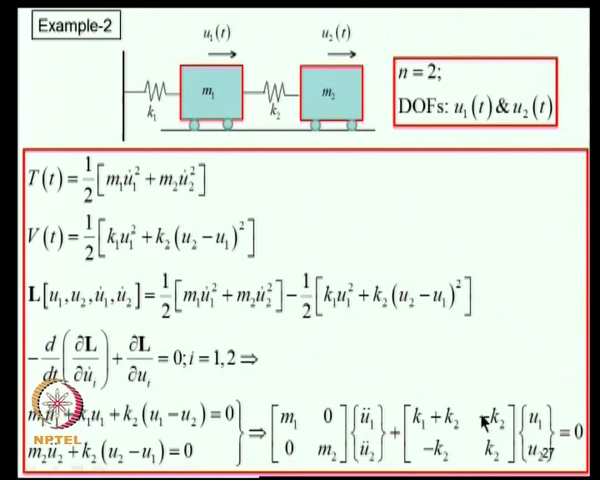 Example-2
u₁(t) u₂(t)
m₁ m₂
k₁ k₂
n = 2;
DOFs: u₁(t) & u₂(t)
T(t) = 1/2 [m₁u̇₁² + m₂u̇₂²]
V(t) = 1/2 [k₁u₁² + k₂(u₂ − u₁)²]
L[u₁, u₂, u̇₁, u̇₂] = 1/2 [m₁u̇₁² + m₂u̇₂²] − 1/2 [k₁u₁² + k₂(u₂ − u₁)²]
−d/dt (∂L/∂u̇ᵢ) + ∂L/∂uᵢ = 0; i = 1, 2 ⇒
m₁ü₁ + k₁u₁ + k₂(u₁ − u₂) = 0
m₂ü₂ + k₂(u₂ − u₁) = 0
⇒ [m₁ 0; 0 m₂] {ü₁; ü₂} + [k₁ + k₂ −k₂; −k₂ k₂] {u₁; u₂} = 0
27
NPTEL